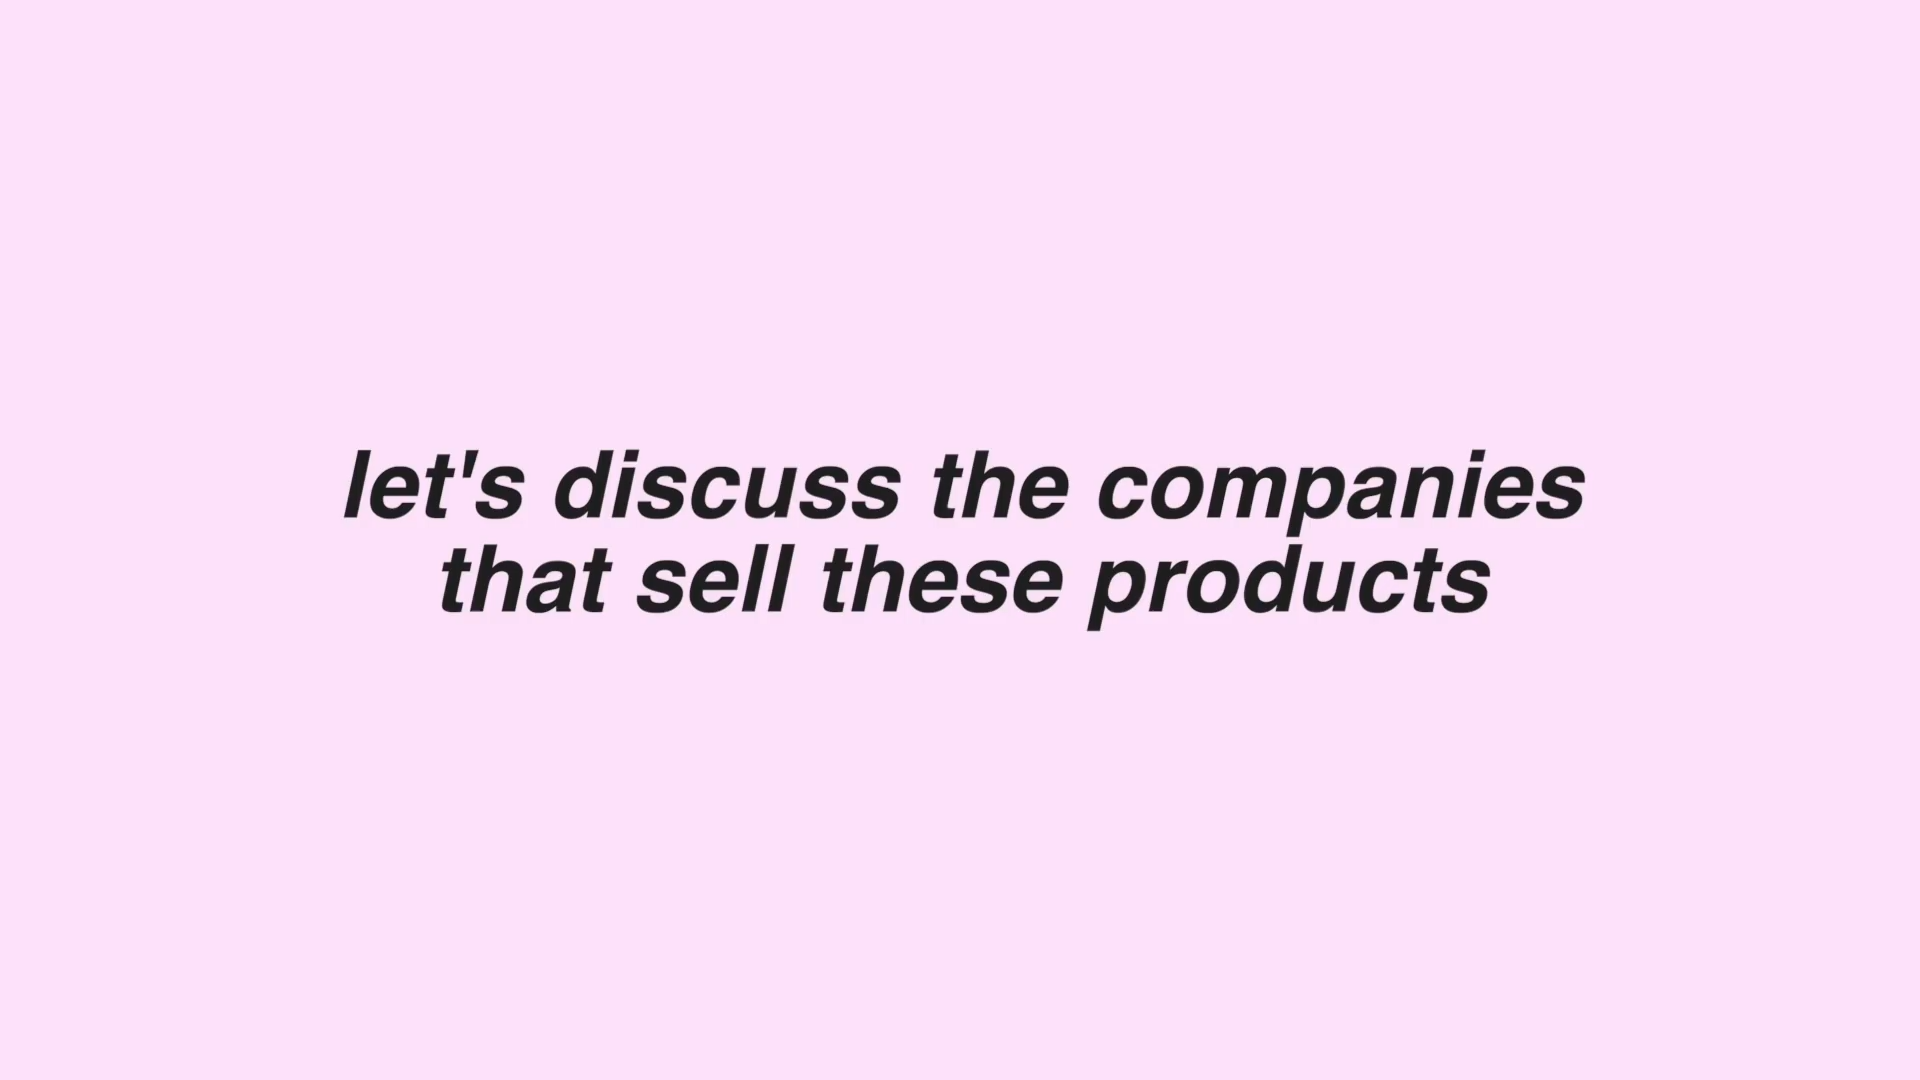 let's discuss the companies
that sell these products